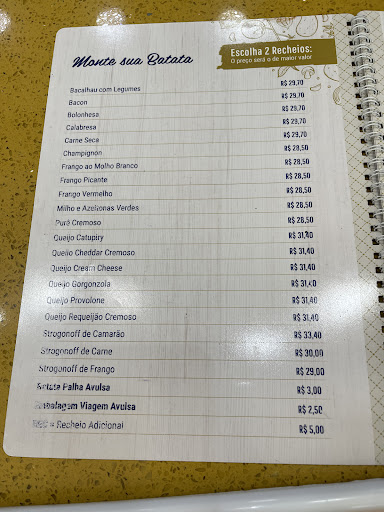 Monte sua Batata
Escolha 2 Recheios:
O preço será o de maior valor
Bacalhau com Legumes R$ 29,70
Bacon R$ 29,70
Bolonhesa R$ 29,70
Calabresa R$ 29,70
Carne Seca R$ 29,70
Champignon R$ 28,50
Frango ao Molho Branco R$ 28,50
Frango Picante R$ 28,50
Frango Vermelho R$ 28,50
Milho e Azeitonas Verdes R$ 28,50
Purê Cremoso R$ 28,50
Queijo Catupiry R$ 31,40
Queijo Cheddar Cremoso R$ 31,40
Queijo Cream Cheese R$ 31,40
Queijo Gorgonzola R$ 31,40
Queijo Provolone R$ 31,40
Queijo Requeijão Cremoso R$ 31,40
Strogonoff de Camarão R$ 33,40
Strogonoff de Carne R$ 30,00
Strogonoff de Frango R$ 29,00
Batata Palha Avulsa R$ 3,00
Embalagem Viagem Avulsa R$ 2,50
Recheio Adicional R$ 5,00